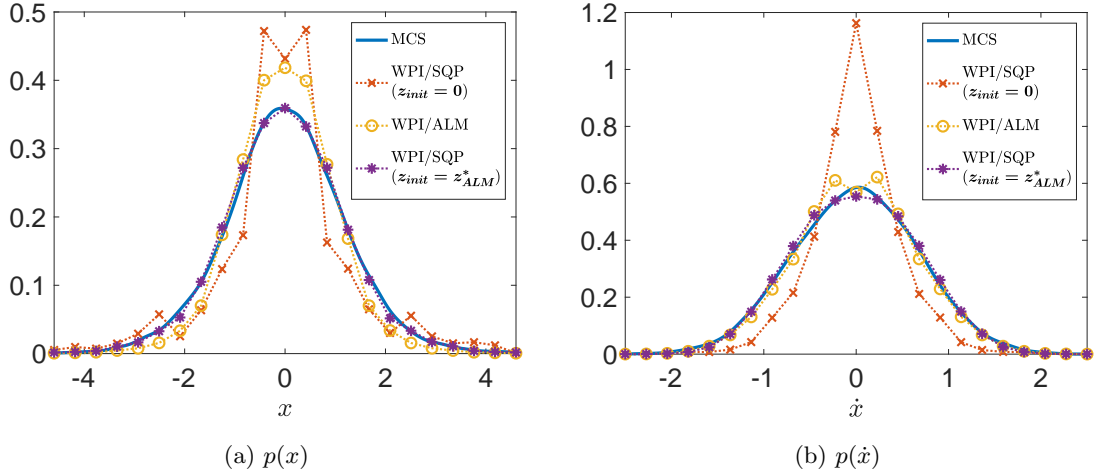 0.5
0.4
0.3
0.2
0.1
0
-4
-2
0
2
4
x
MCS
WPI/SQP
(z_init = 0)
WPI/ALM
WPI/SQP
(z_init = z*_ALM)
(a) p(x)
1.2
1.0
0.8
0.6
0.4
0.2
0
-2
-1
0
1
2
ẋ
MCS
WPI/SQP
(z_init = 0)
WPI/ALM
WPI/SQP
(z_init = z*_ALM)
(b) p(ẋ)